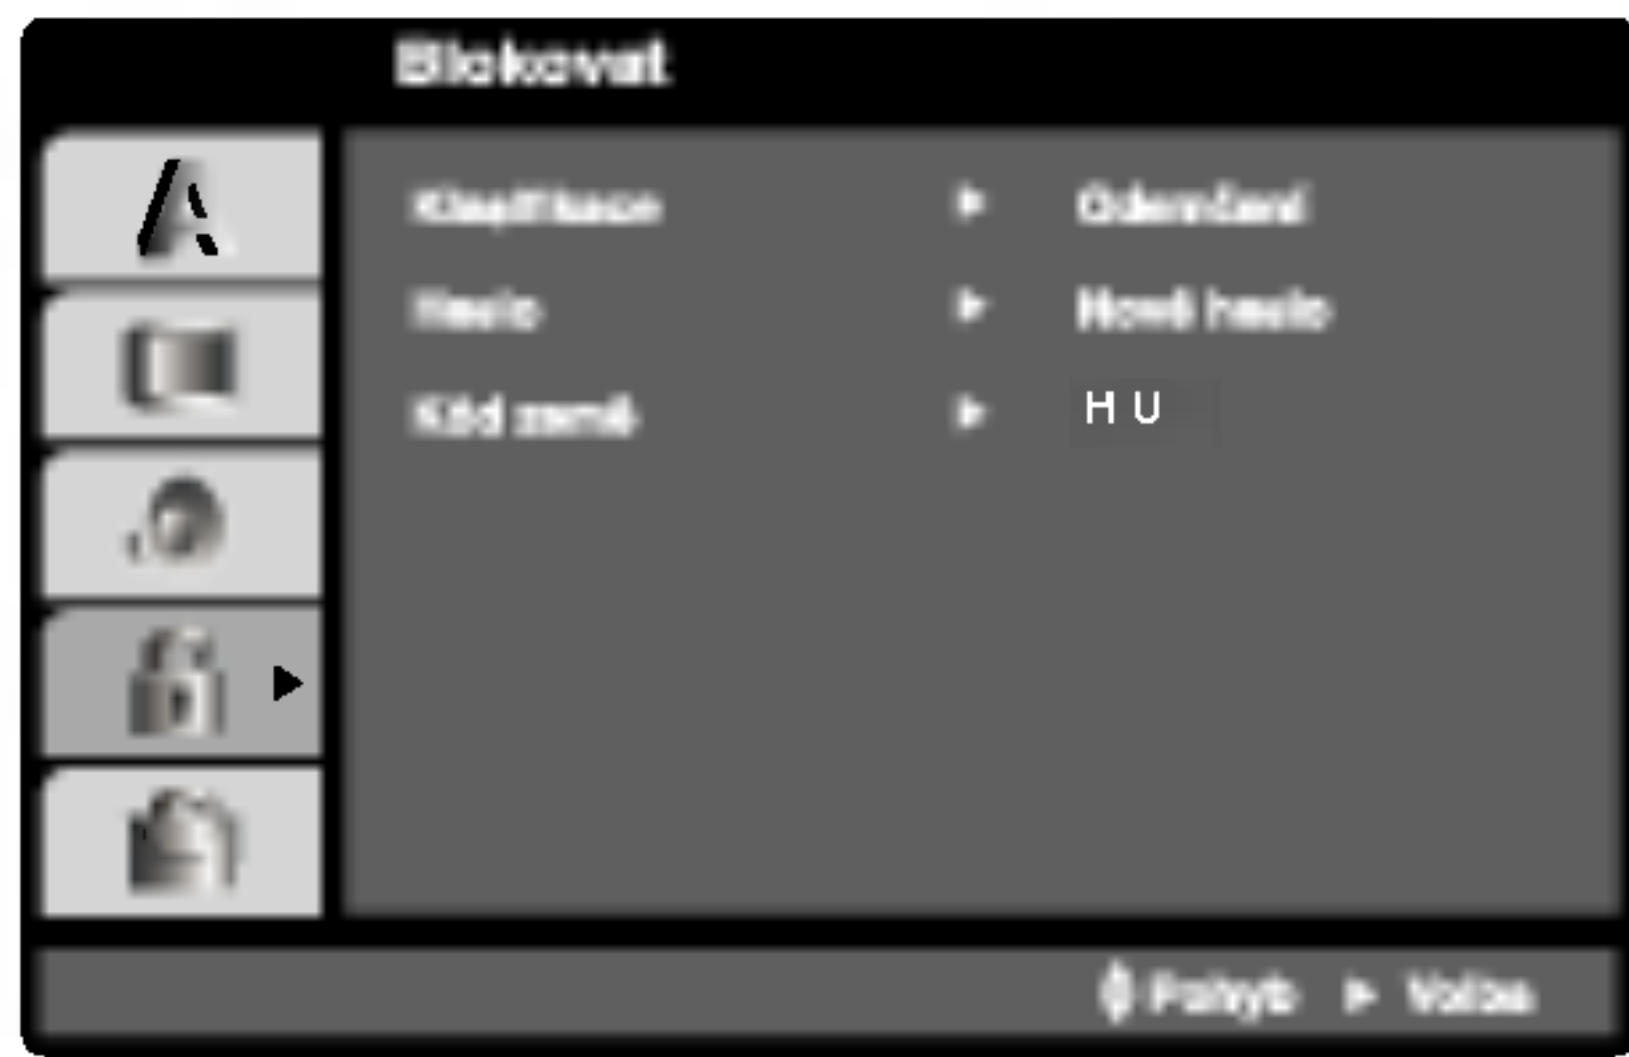 Blokovat
Klasifikace Odemčení
Heslo Nové heslo
Kód země H U
Pohyb Volba